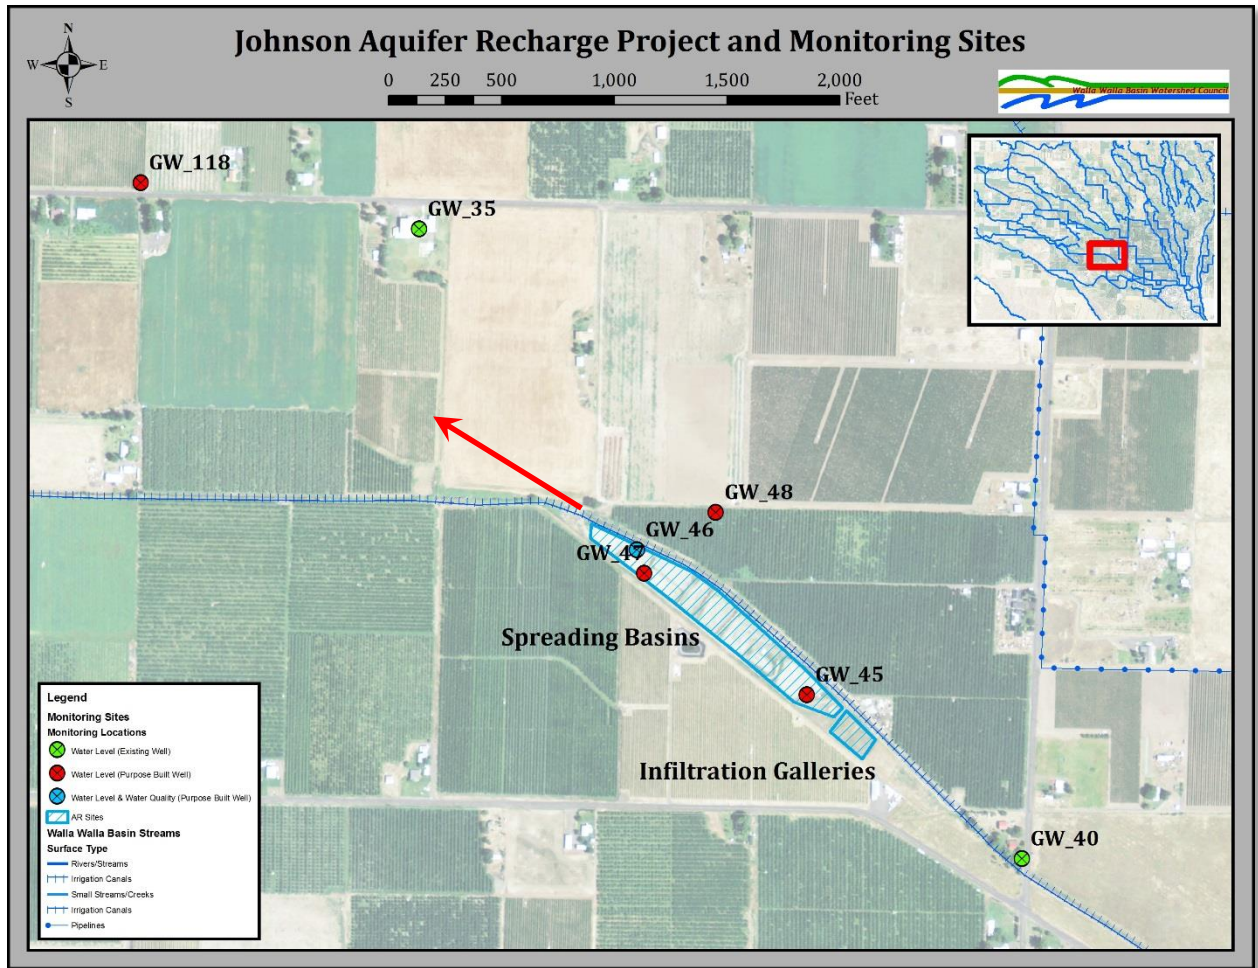 Johnson Aquifer Recharge Project and Monitoring Sites
N
W
E
S
0 250 500 1,000 1,500 2,000
Feet
Walla Walla Basin Watershed Council
GW_118
GW_35
GW_48
GW_46
GW_47
Spreading Basins
GW_45
Infiltration Galleries
GW_40
Legend
Monitoring Sites
Monitoring Locations
Water Level (Existing Well)
Water Level (Purpose Built Well)
Water Level & Water Quality (Purpose Built Well)
AR Sites
Walla Walla Basin Streams
Surface Type
Rivers/Streams
Irrigation Canals
Small Streams/Creeks
Irrigation Canals
Pipelines